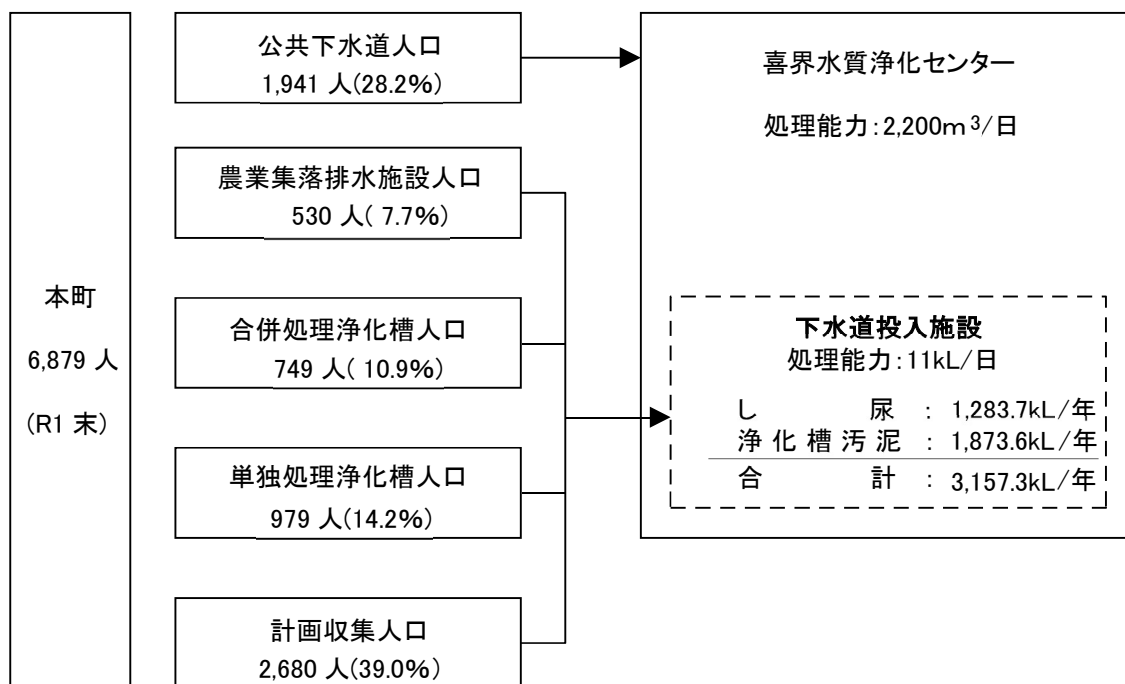 本町
6,879 人
(R1 末)
公共下水道人口
1,941 人(28.2%)
農業集落排水施設人口
530 人( 7.7%)
合併処理浄化槽人口
749 人( 10.9%)
単独処理浄化槽人口
979 人(14.2%)
計画収集人口
2,680 人(39.0%)
喜界水質浄化センター
処理能力:2,200m3/日
下水道投入施設
処理能力:11kL/日
し尿 : 1,283.7kL/年
浄化槽汚泥 : 1,873.6kL/年
合計 : 3,157.3kL/年